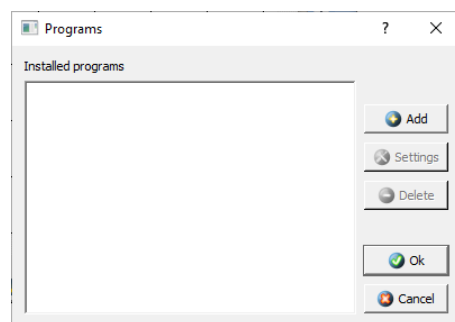 Programs
?
Installed programs
Add
Settings
Delete
Ok
Cancel